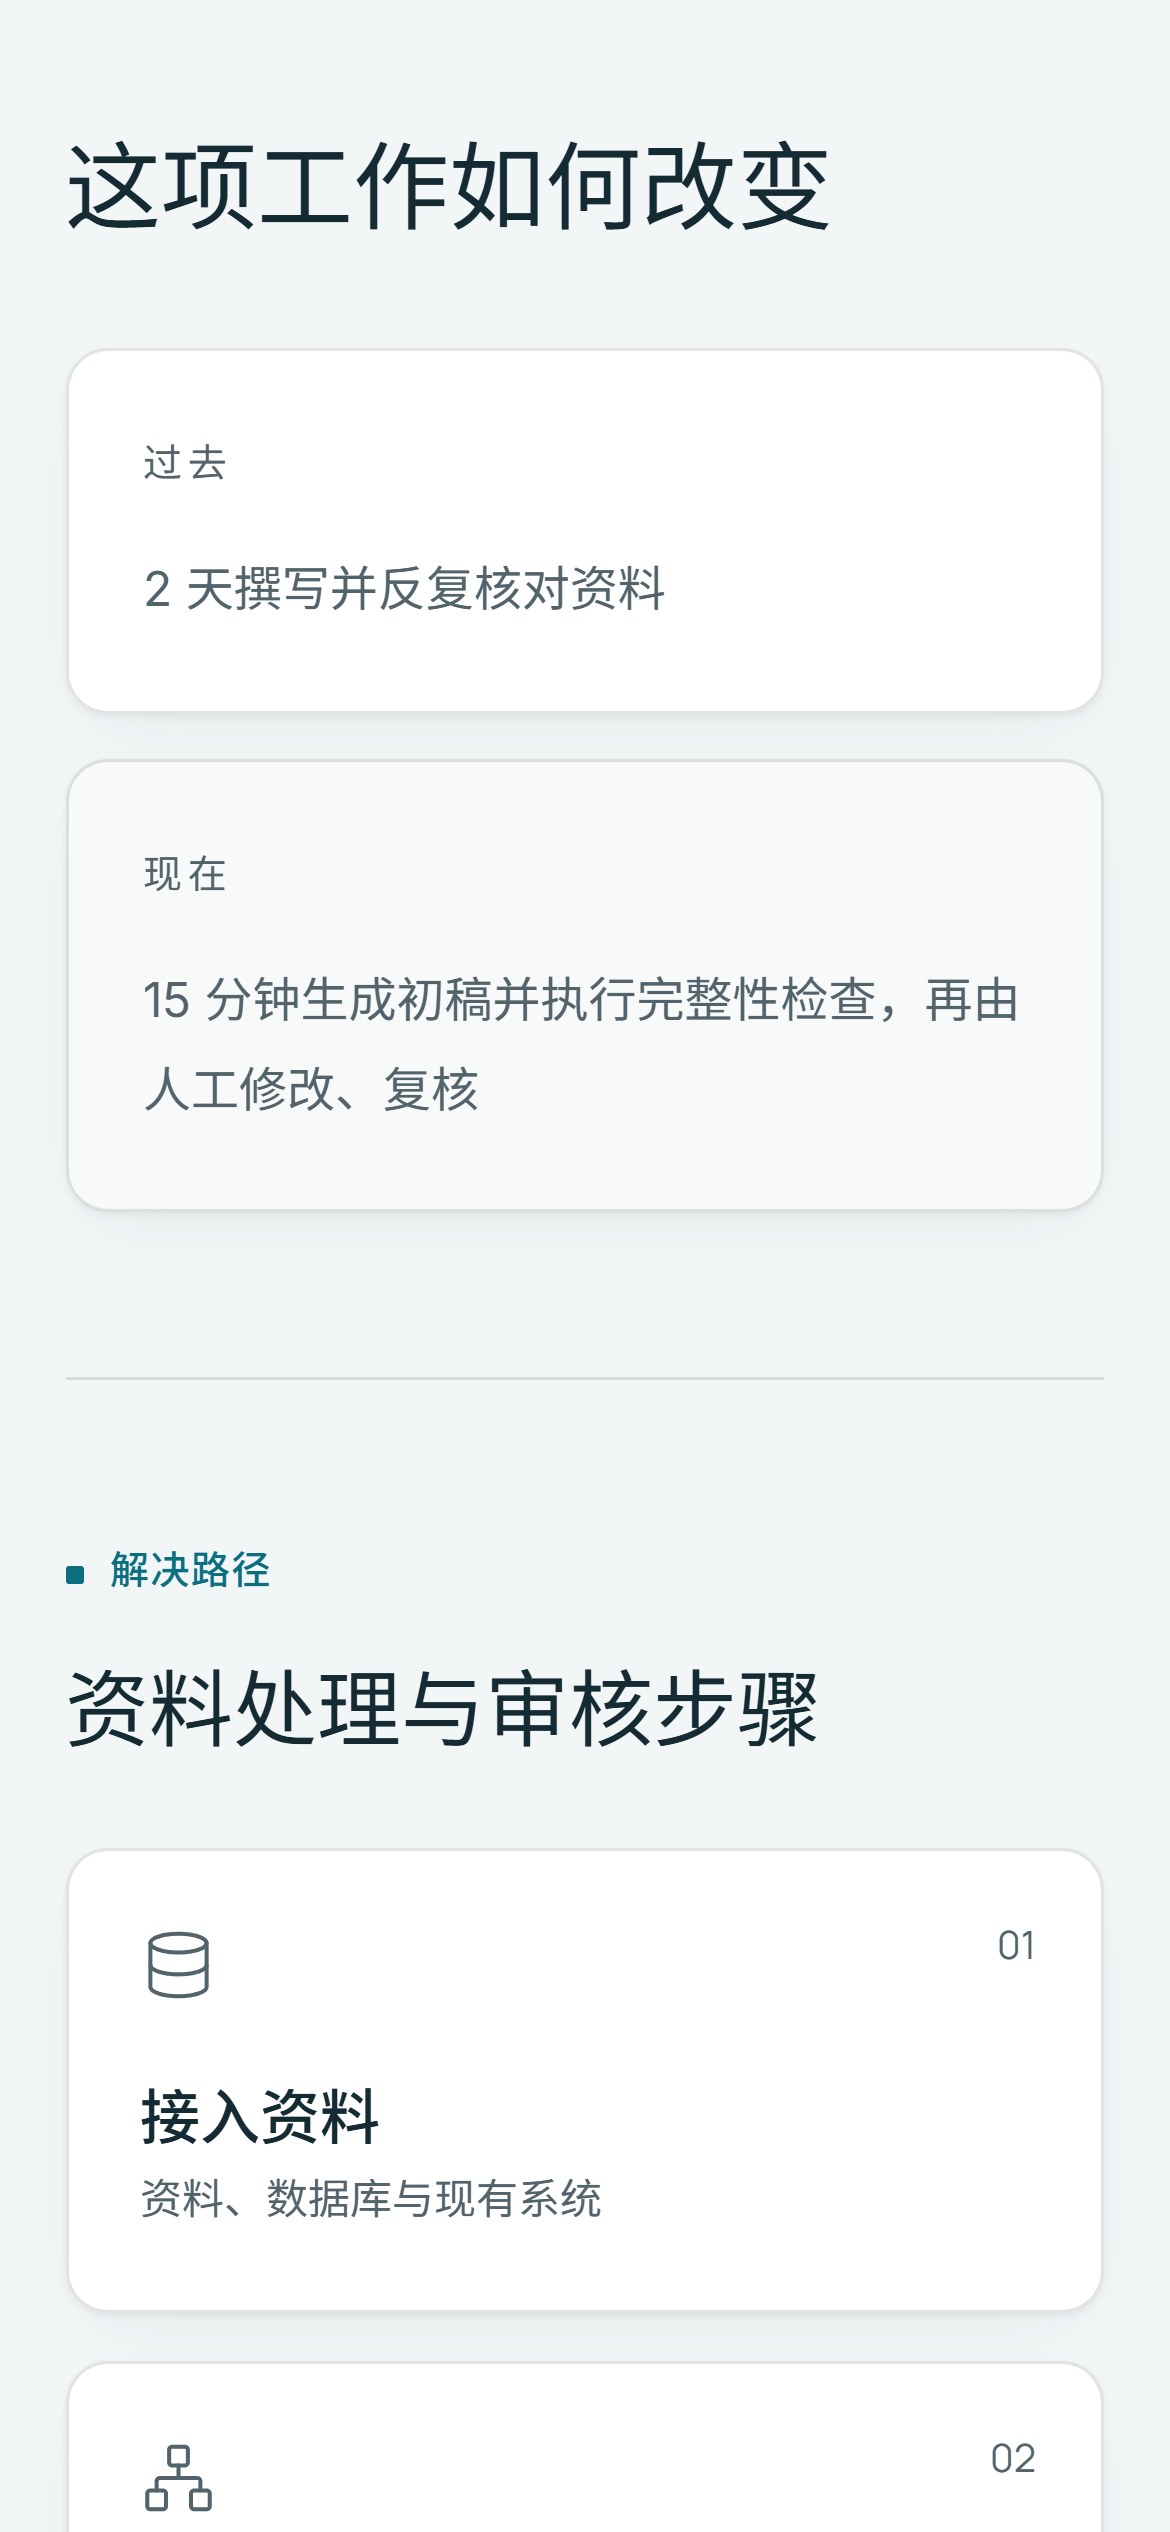 这项工作如何改变
过去
2 天撰写并反复核对资料
现在
15 分钟生成初稿并执行完整性检查，再由
人工修改、复核
解决路径
资料处理与审核步骤
01
接入资料
资料、数据库与现有系统
02